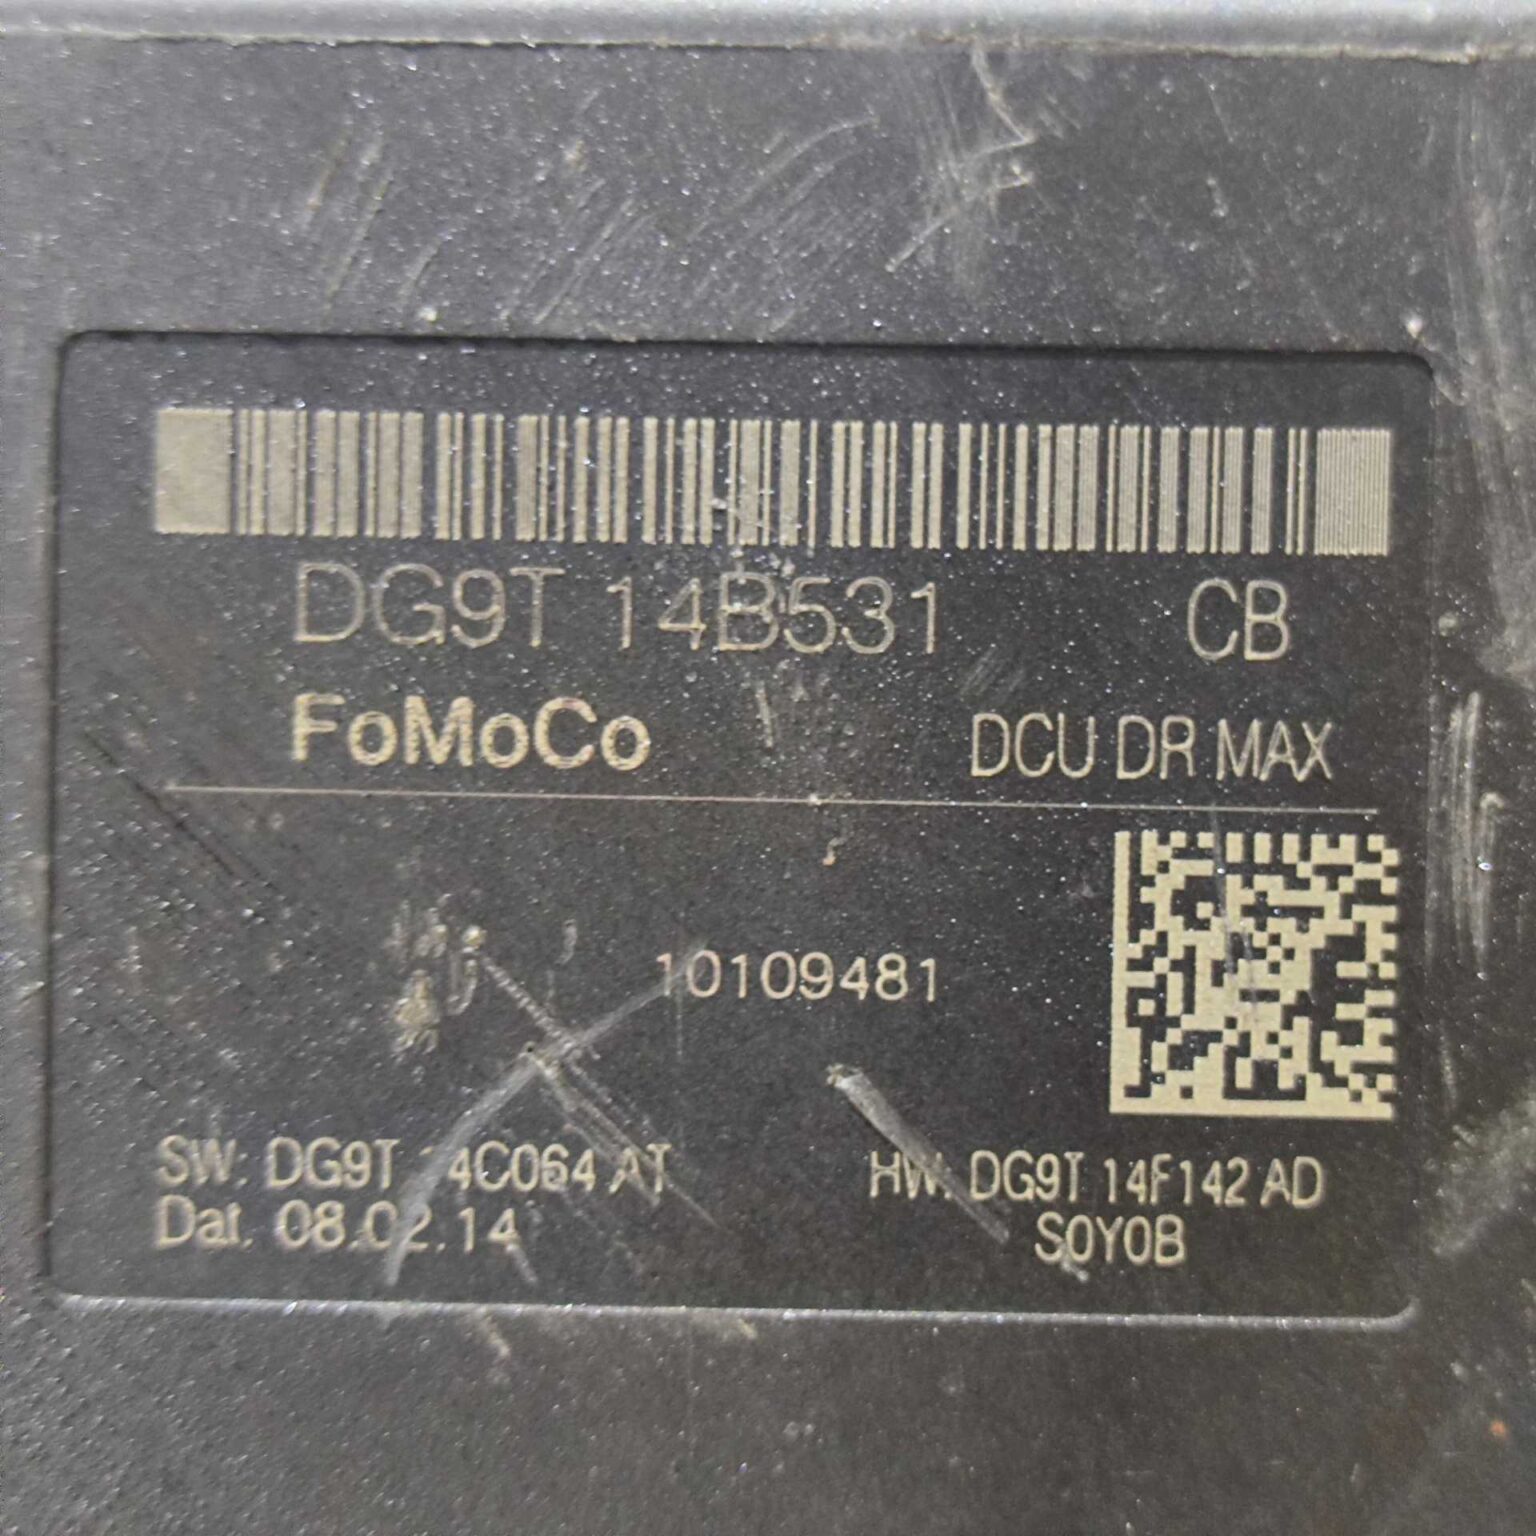 DG9T 14B531 CB
FoMoCo DCU DR MAX
10109481
SW: DG9T 14C064 AT HW: DG9T 14F142 AD
Dat. 08.02.14 S0Y0B